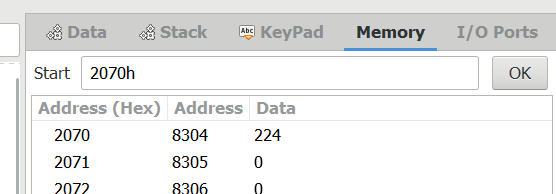 Data Stack Abc KeyPad Memory I/O Ports
Start 2070h OK
Address (Hex) Address Data
2070 8304 224
2071 8305 0
2072 8306 0